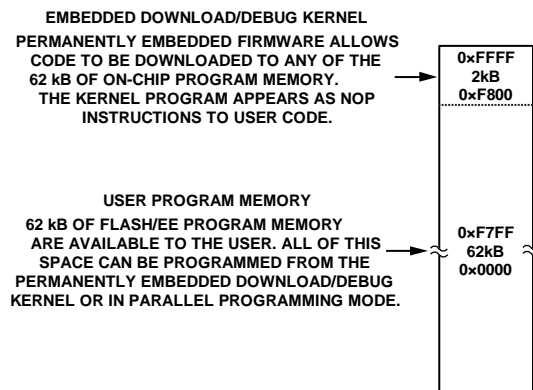 EMBEDDED DOWNLOAD/DEBUG KERNEL
PERMANENTLY EMBEDDED FIRMWARE ALLOWS
CODE TO BE DOWNLOADED TO ANY OF THE
62 kB OF ON-CHIP PROGRAM MEMORY.
THE KERNEL PROGRAM APPEARS AS NOP
INSTRUCTIONS TO USER CODE.
0×FFFF
2kB
0×F800
USER PROGRAM MEMORY
62 kB OF FLASH/EE PROGRAM MEMORY
ARE AVAILABLE TO THE USER. ALL OF THIS
SPACE CAN BE PROGRAMMED FROM THE
PERMANENTLY EMBEDDED DOWNLOAD/DEBUG
KERNEL OR IN PARALLEL PROGRAMMING MODE.
0×F7FF
62kB
0×0000